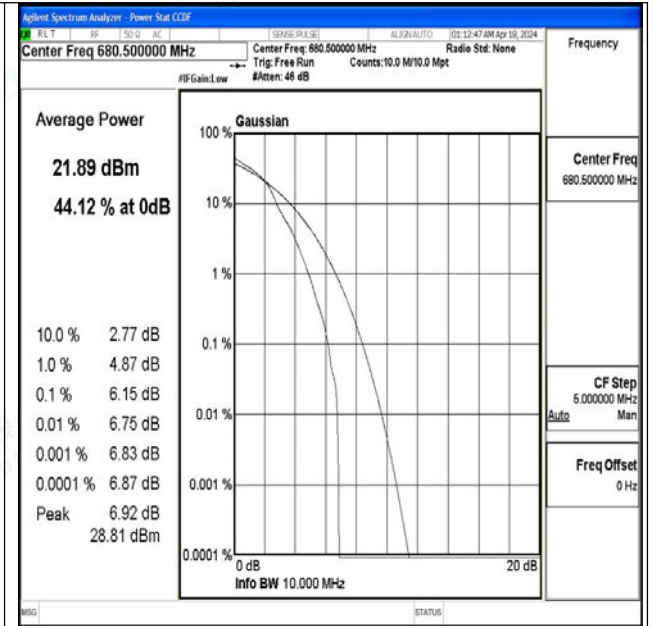 Agilent Spectrum Analyzer - Power Stat CCDF
RLT RF 50 Ω AC SENSE:PULSE ALIGN AUTO 01:12:47 AM Apr 18, 2024
Center Freq 680.500000 MHz
Center Freq: 680.500000 MHz Radio Std: None
Trig: Free Run Counts:10.0 M/10.0 Mpt
#IFGain:Low #Atten: 46 dB
Frequency
Average Power
21.89 dBm
44.12 % at 0dB
10.0 % 2.77 dB
1.0 % 4.87 dB
0.1 % 6.15 dB
0.01 % 6.75 dB
0.001 % 6.83 dB
0.0001 % 6.87 dB
Peak 6.92 dB
28.81 dBm
Gaussian
100 %
10 %
1 %
0.1 %
0.01 %
0.001 %
0.0001 %
0 dB 20 dB
Info BW 10.000 MHz
Center Freq
680.500000 MHz
CF Step
5.000000 MHz
Auto Man
Freq Offset
0 Hz
MSG STATUS